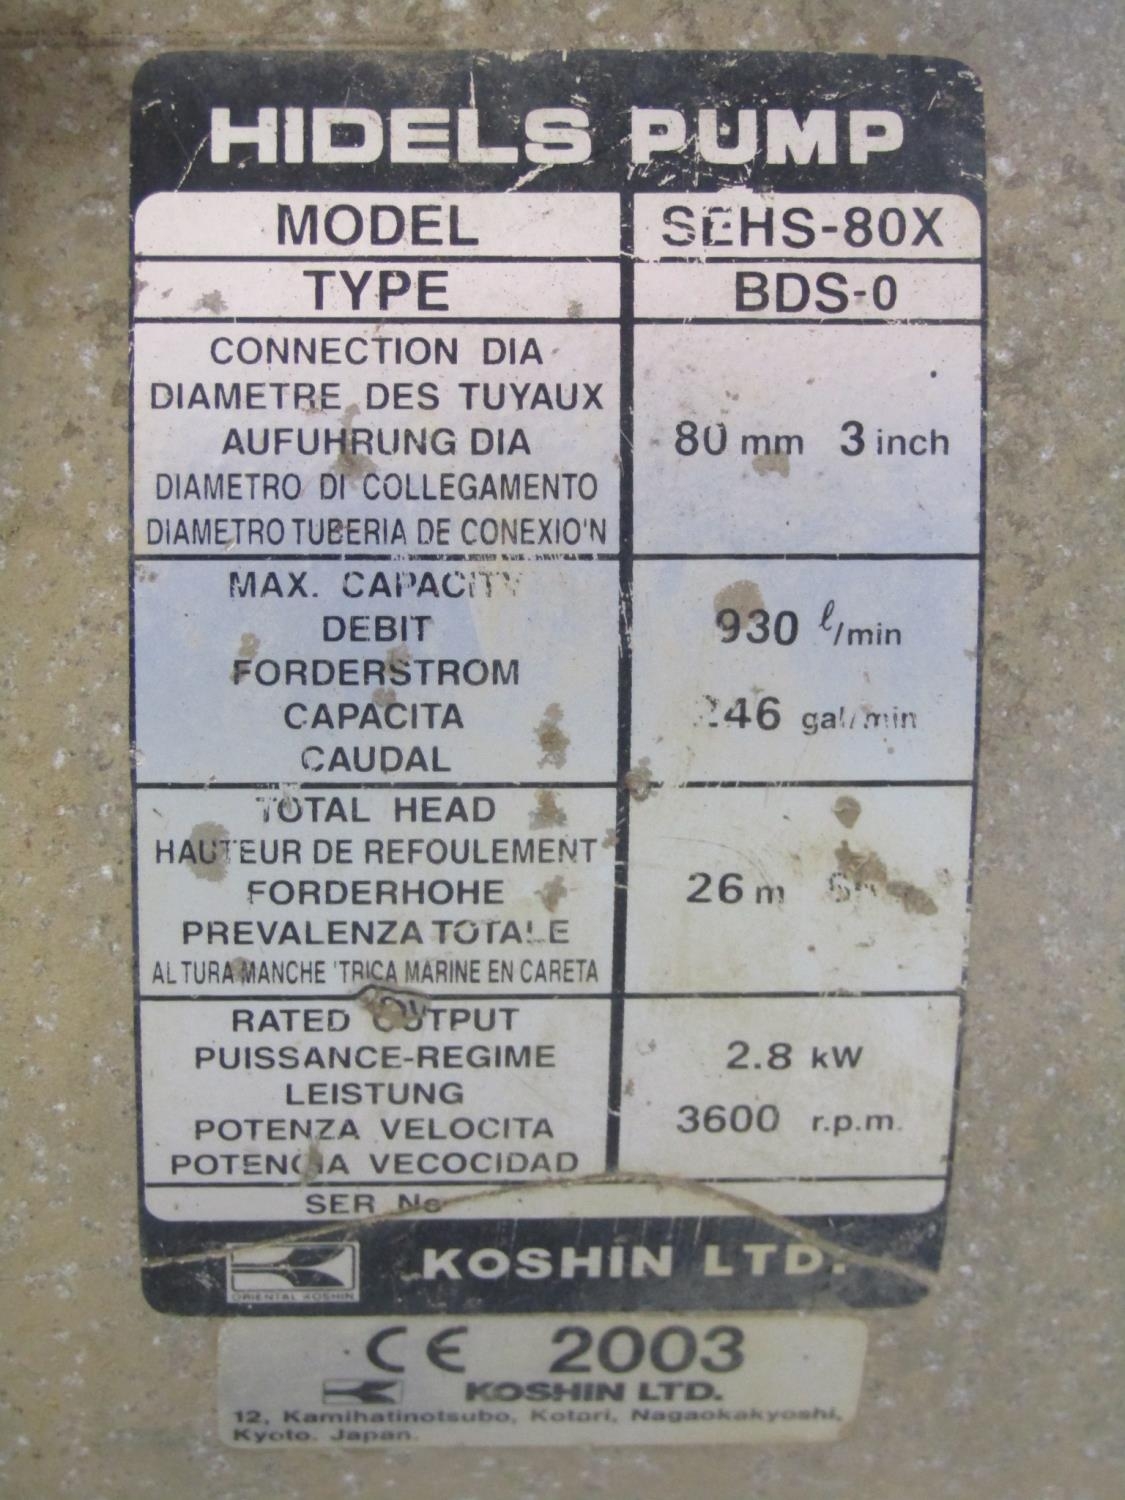 HIDELS PUMP
MODEL SEHS-80X
TYPE BDS-0
CONNECTION DIA
DIAMETRE DES TUYAUX
AUFUHRUNG DIA
DIAMETRO DI COLLEGAMENTO
DIAMETRO TUBERIA DE CONEXIO'N
80 mm 3 inch
MAX. CAPACITY
DEBIT
FORDERSTROM
CAPACITA
CAUDAL
930 ℓ/min
246 gal/min
TOTAL HEAD
HAUTEUR DE REFOULEMENT
FORDERHOHE
PREVALENZA TOTALE
ALTURA MANCHE 'TRICA MARINE EN CARETA
26 m
RATED OUTPUT
PUISSANCE-REGIME
LEISTUNG
POTENZA VELOCITA
POTENCIA VECOCIDAD
2.8 kW
3600 r.p.m.
SER No
ORIENTAL KOSHIN
KOSHIN LTD.
CE 2003
KOSHIN LTD.
12, Kamihatinotsubo, Kotari, Nagaokakyoshi,
Kyoto. Japan.